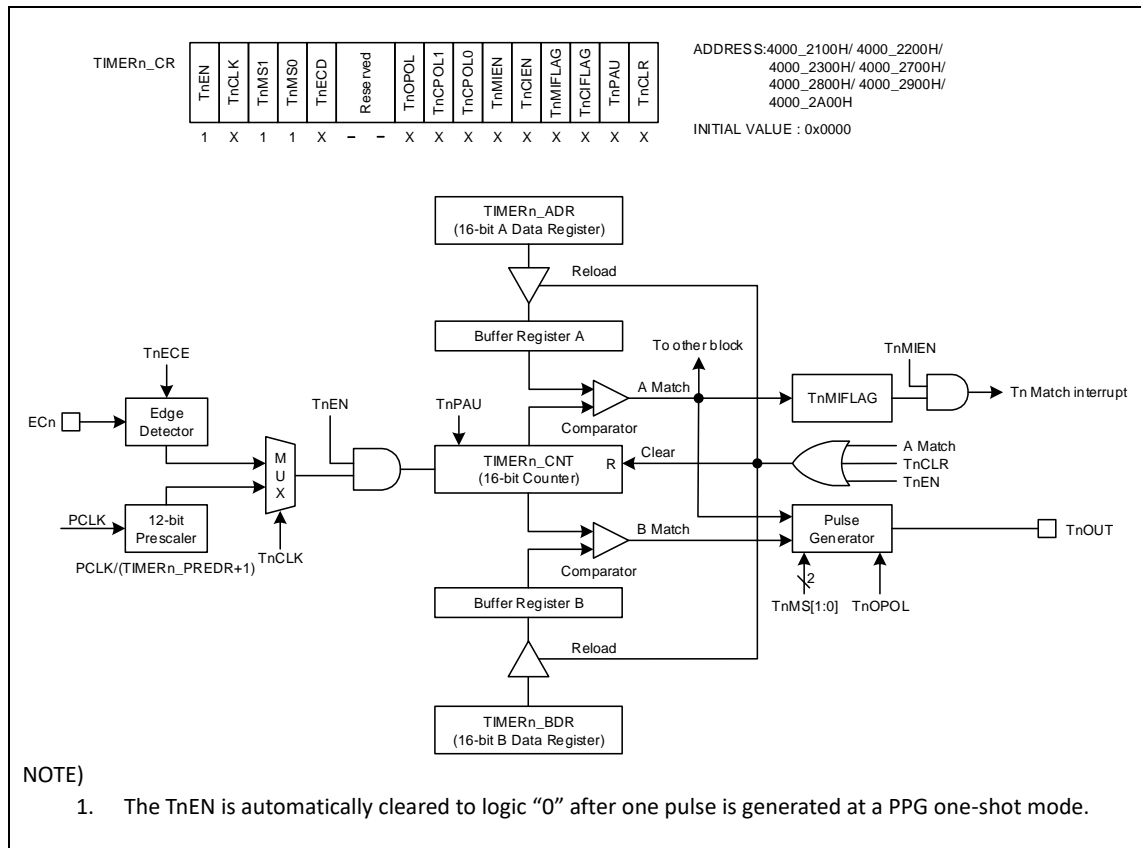 TIMERn_CR
TnEN
TnCLK
TnMS1
TnMS0
TnECD
Reserved
TnOPOL
TnCPOL1
TnCPOL0
TnMIEN
TnCIEN
TnMIFLAG
TnCIFLAG
TnPAU
TnCLR
1 X 1 1 X – – X X X X X X X X X
ADDRESS:4000_2100H/ 4000_2200H/
4000_2300H/ 4000_2700H/
4000_2800H/ 4000_2900H/
4000_2A00H
INITIAL VALUE : 0x0000
TIMERn_ADR
(16-bit A Data Register)
Reload
Buffer Register A
To other block
TnMIEN
TnECE
A Match
TnMIFLAG
Tn Match interrupt
ECn
Edge
Detector
TnEN
TnPAU
Comparator
MUX
TIMERn_CNT
(16-bit Counter)
R
Clear
A Match
TnCLR
TnEN
PCLK
12-bit
Prescaler
TnCLK
PCLK/(TIMERn_PREDR+1)
B Match
Pulse
Generator
TnOUT
Comparator
2
TnMS[1:0]
TnOPOL
Buffer Register B
Reload
TIMERn_BDR
(16-bit B Data Register)
NOTE)
1. The TnEN is automatically cleared to logic “0” after one pulse is generated at a PPG one-shot mode.